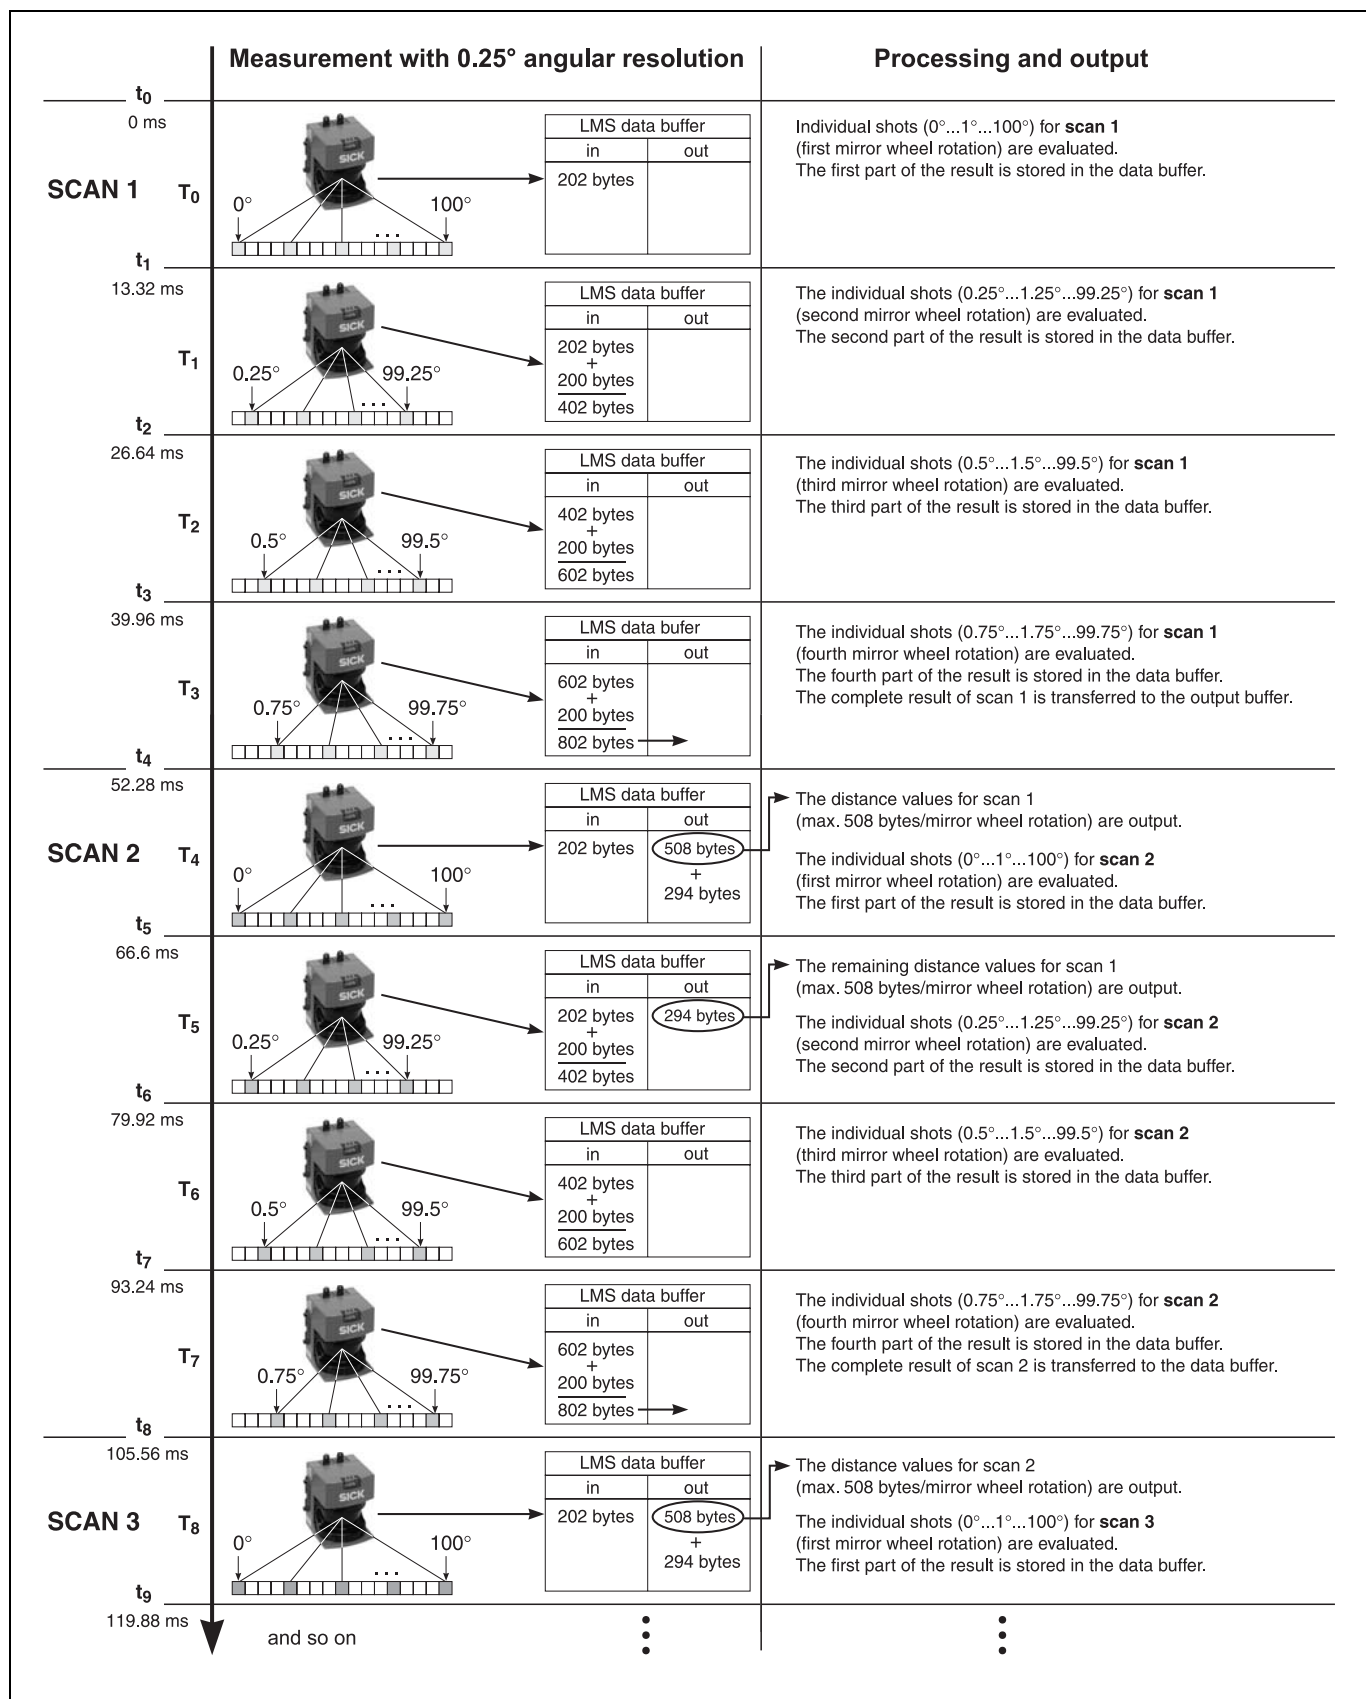 Measurement with 0.25° angular resolution
Processing and output
t0
0 ms
SCAN 1
T0
SICK
0°
100°
...
LMS data buffer
in out
202 bytes
Individual shots (0°...1°...100°) for scan 1
(first mirror wheel rotation) are evaluated.
The first part of the result is stored in the data buffer.
t1
13.32 ms
T1
SICK
0.25°
99.25°
...
LMS data buffer
in out
202 bytes
+
200 bytes
402 bytes
The individual shots (0.25°...1.25°...99.25°) for scan 1
(second mirror wheel rotation) are evaluated.
The second part of the result is stored in the data buffer.
t2
26.64 ms
T2
SICK
0.5°
99.5°
...
LMS data buffer
in out
402 bytes
+
200 bytes
602 bytes
The individual shots (0.5°...1.5°...99.5°) for scan 1
(third mirror wheel rotation) are evaluated.
The third part of the result is stored in the data buffer.
t3
39.96 ms
T3
SICK
0.75°
99.75°
...
LMS data bufer
in out
602 bytes
+
200 bytes
802 bytes
The individual shots (0.75°...1.75°...99.75°) for scan 1
(fourth mirror wheel rotation) are evaluated.
The fourth part of the result is stored in the data buffer.
The complete result of scan 1 is transferred to the output buffer.
t4
52.28 ms
SCAN 2
T4
SICK
0°
100°
...
LMS data buffer
in out
202 bytes 508 bytes
+
294 bytes
The distance values for scan 1
(max. 508 bytes/mirror wheel rotation) are output.
The individual shots (0°...1°...100°) for scan 2
(first mirror wheel rotation) are evaluated.
The first part of the result is stored in the data buffer.
t5
66.6 ms
T5
SICK
0.25°
99.25°
...
LMS data buffer
in out
202 bytes 294 bytes
+
200 bytes
402 bytes
The remaining distance values for scan 1
(max. 508 bytes/mirror wheel rotation) are output.
The individual shots (0.25°...1.25°...99.25°) for scan 2
(second mirror wheel rotation) are evaluated.
The second part of the result is stored in the data buffer.
t6
79.92 ms
T6
SICK
0.5°
99.5°
...
LMS data buffer
in out
402 bytes
+
200 bytes
602 bytes
The individual shots (0.5°...1.5°...99.5°) for scan 2
(third mirror wheel rotation) are evaluated.
The third part of the result is stored in the data buffer.
t7
93.24 ms
T7
SICK
0.75°
99.75°
...
LMS data buffer
in out
602 bytes
+
200 bytes
802 bytes
The individual shots (0.75°...1.75°...99.75°) for scan 2
(fourth mirror wheel rotation) are evaluated.
The fourth part of the result is stored in the data buffer.
The complete result of scan 2 is transferred to the data buffer.
t8
105.56 ms
SCAN 3
T8
SICK
0°
100°
...
LMS data buffer
in out
202 bytes 508 bytes
+
294 bytes
The distance values for scan 2
(max. 508 bytes/mirror wheel rotation) are output.
The individual shots (0°...1°...100°) for scan 3
(first mirror wheel rotation) are evaluated.
The first part of the result is stored in the data buffer.
t9
119.88 ms
and so on